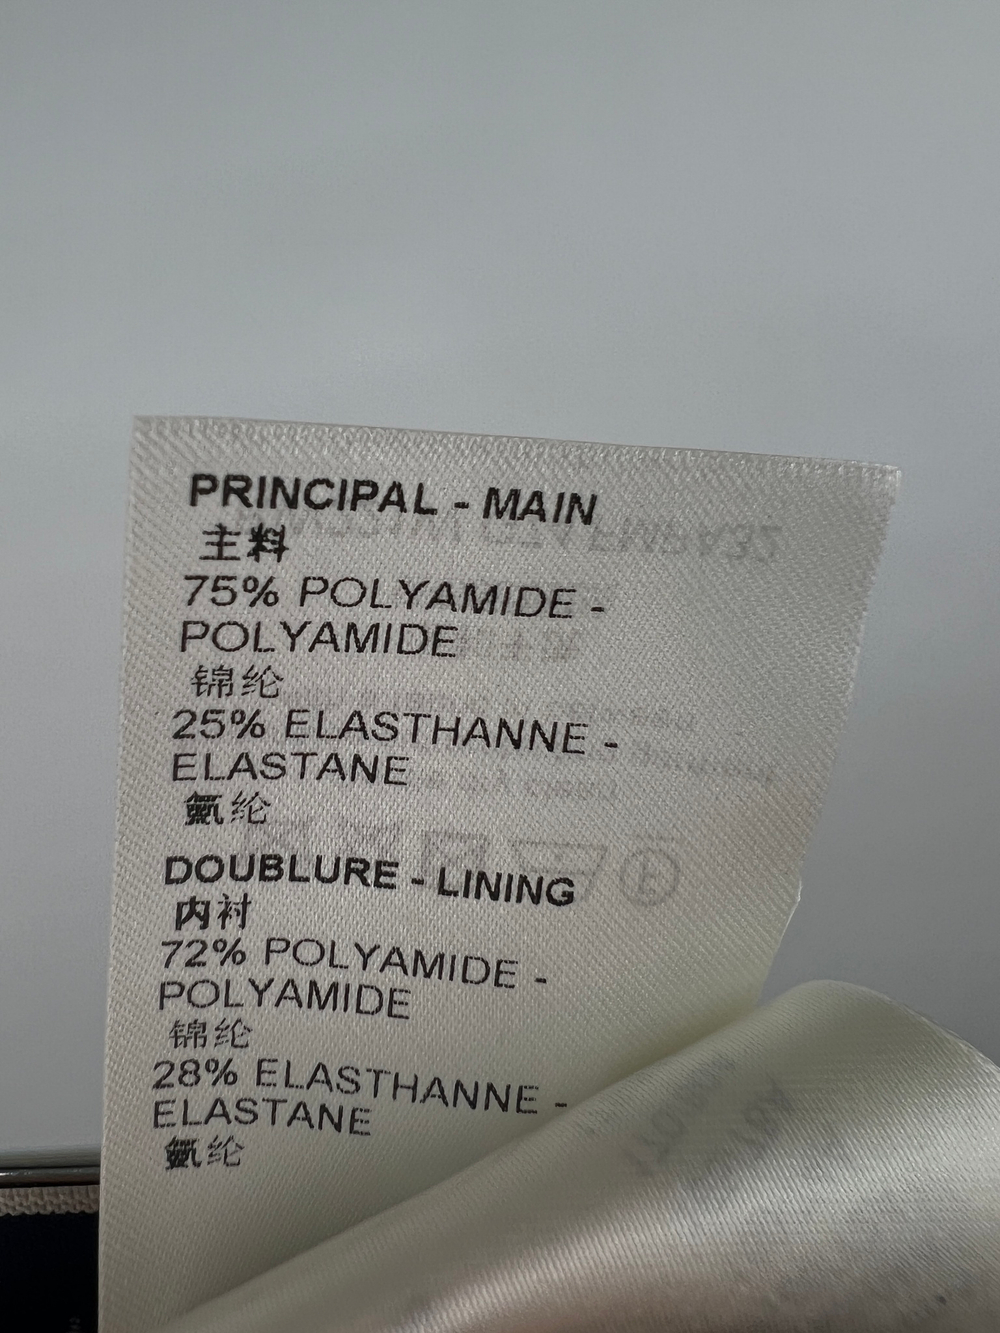 PRINCIPAL - MAIN
主料
75% POLYAMIDE -
POLYAMIDE
锦纶
25% ELASTHANNE -
ELASTANE
氨纶
DOUBLURE - LINING
内衬
72% POLYAMIDE -
POLYAMIDE
锦纶
28% ELASTHANNE -
ELASTANE
氨纶